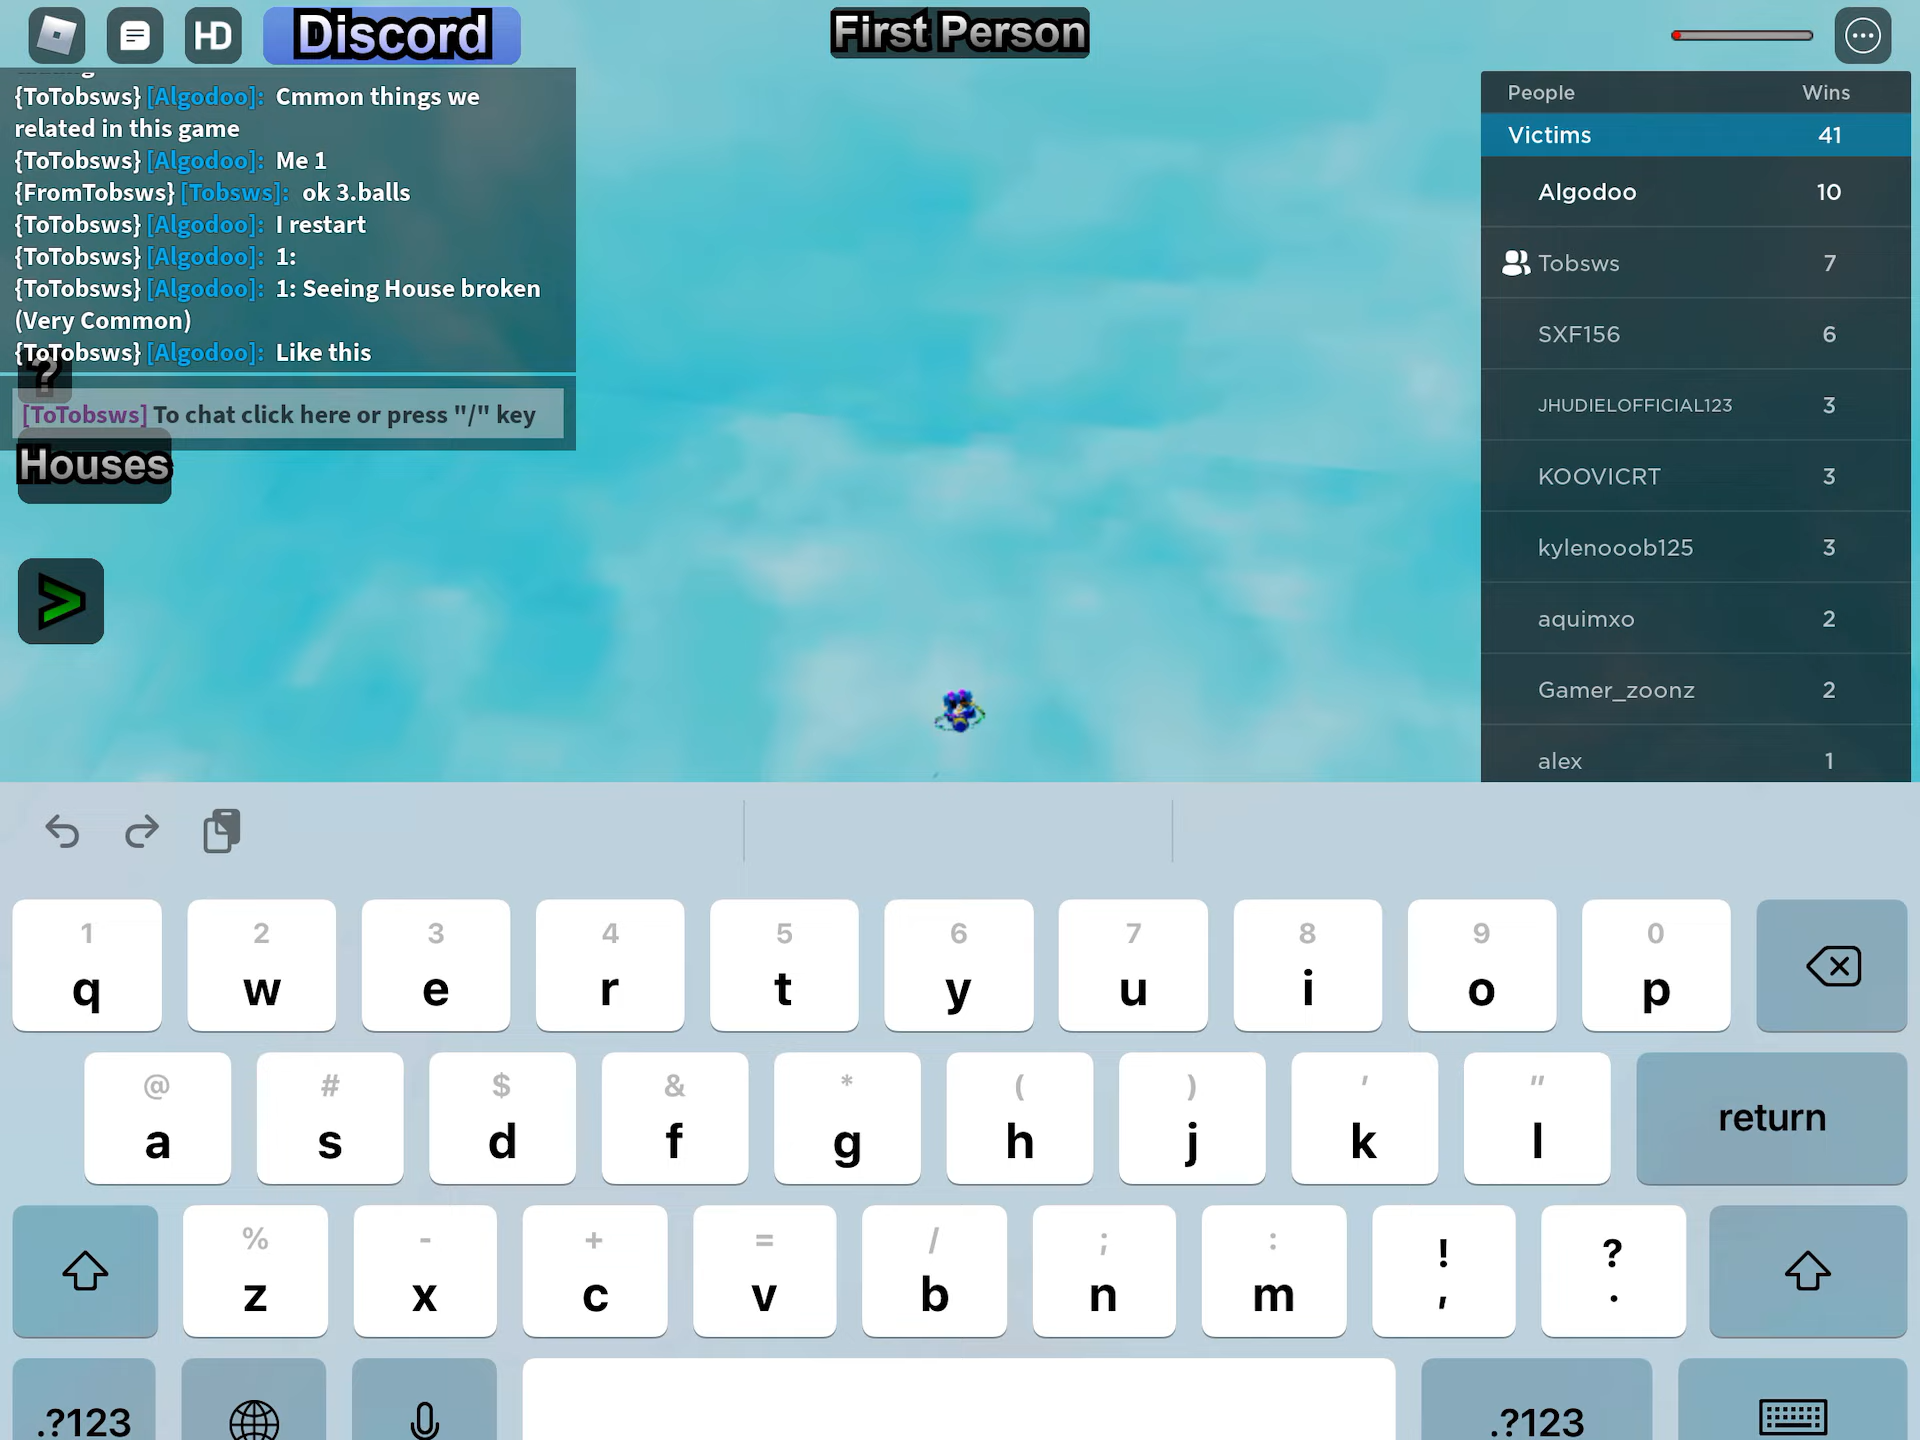 HD
Discord
First Person
{ToTobsws} [Algodoo]: Cmmon things we
related in this game
{ToTobsws} [Algodoo]: Me 1
{FromTobsws} [Tobsws]: ok 3.balls
{ToTobsws} [Algodoo]: I restart
{ToTobsws} [Algodoo]: 1:
{ToTobsws} [Algodoo]: 1: Seeing House broken
(Very Common)
{ToTobsws} [Algodoo]: Like this
?
[ToTobsws] To chat click here or press "/" key
Houses
>
People Wins
Victims 41
Algodoo 10
Tobsws 7
SXF156 6
JHUDIELOFFICIAL123 3
KOOVICRT 3
kylenooob125 3
aquimxo 2
Gamer_zoonz 2
alex 1
1 2 3 4 5 6 7 8 9 0
q w e r t y u i o p
@ # $ & * ( ) ' "
a s d f g h j k l return
% - + = / ; : ! ?
z x c v b n m , .
.?123 .?123